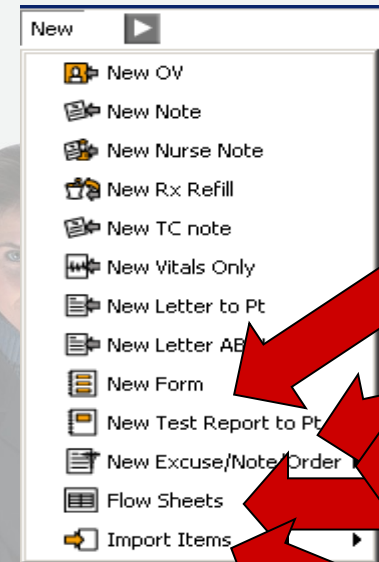 New
New OV
New Note
New Nurse Note
New Rx Refill
New TC note
New Vitals Only
New Letter to Pt
New Letter
New Form
New Test Report to Pt
New Excuse/Note/Order
Flow Sheets
Import Items